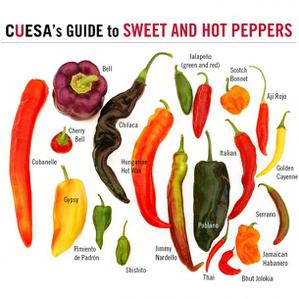 CUESA's GUIDE to SWEET AND HOT PEPPERS
Bell
Jalapeño
(green and red)
Scotch
Bonnet
Aji Rojo
Cherry
Bell
Chilaca
Cubanelle
Hungarian
Hot Wax
Italian
Golden
Cayenne
Gypsy
Poblano
Serrano
Pimiento
de Padrón
Shishito
Jimmy
Nardello
Thai
Jamaican
Habanero
Bhut Jolokia